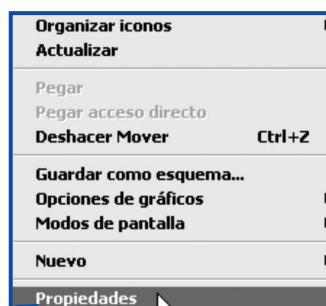 Organizar iconos
Actualizar
Pegar
Pegar acceso directo
Deshacer Mover Ctrl+Z
Guardar como esquema...
Opciones de gráficos
Modos de pantalla
Nuevo
Propiedades